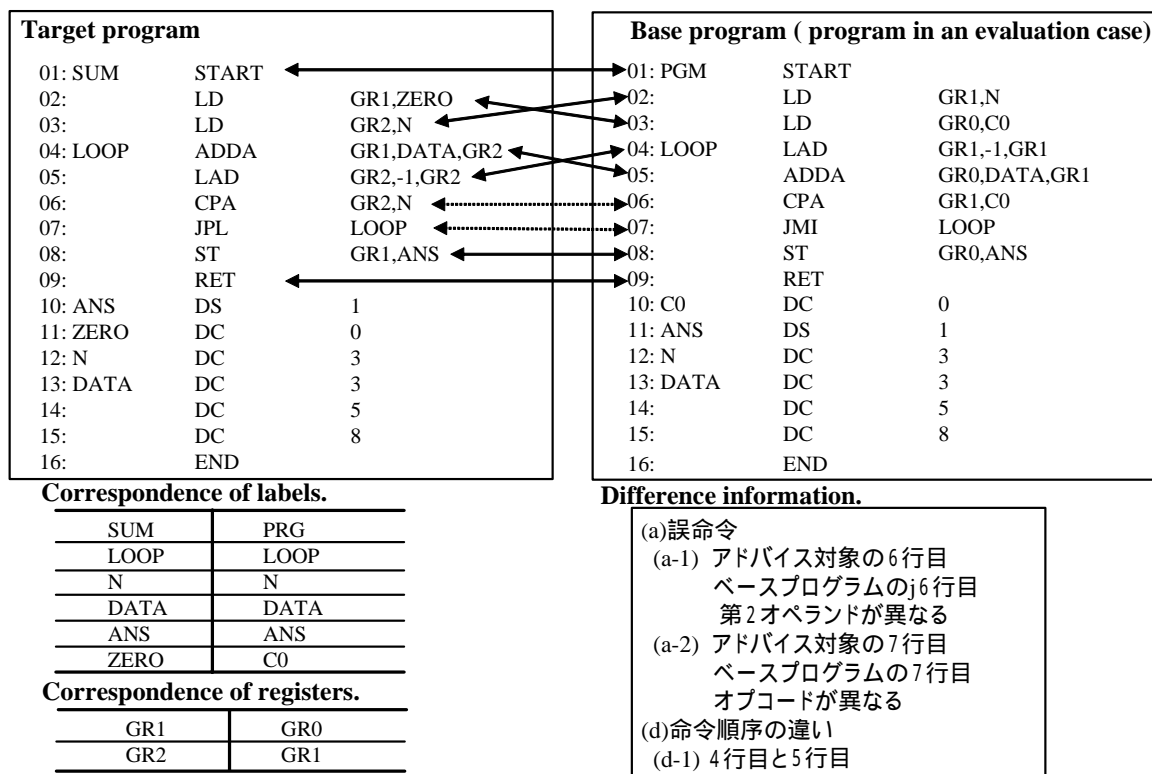 Target program
01: SUM START
02: LD GR1,ZERO
03: LD GR2,N
04: LOOP ADDA GR1,DATA,GR2
05: LAD GR2,-1,GR2
06: CPA GR2,N
07: JPL LOOP
08: ST GR1,ANS
09: RET
10: ANS DS 1
11: ZERO DC 0
12: N DC 3
13: DATA DC 3
14: DC 5
15: DC 8
16: END
Base program ( program in an evaluation case)
01: PGM START
02: LD GR1,N
03: LD GR0,C0
04: LOOP LAD GR1,-1,GR1
05: ADDA GR0,DATA,GR1
06: CPA GR1,C0
07: JMI LOOP
08: ST GR0,ANS
09: RET
10: C0 DC 0
11: ANS DS 1
12: N DC 3
13: DATA DC 3
14: DC 5
15: DC 8
16: END
Correspondence of labels.
SUM PRG
LOOP LOOP
N N
DATA DATA
ANS ANS
ZERO C0
Correspondence of registers.
GR1 GR0
GR2 GR1
Difference information.
(a)誤命令
(a-1) アドバイス対象の6行目
ベースプログラムのj6行目
第2オペランドが異なる
(a-2) アドバイス対象の7行目
ベースプログラムの7行目
オプコードが異なる
(d)命令順序の違い
(d-1) 4行目と5行目